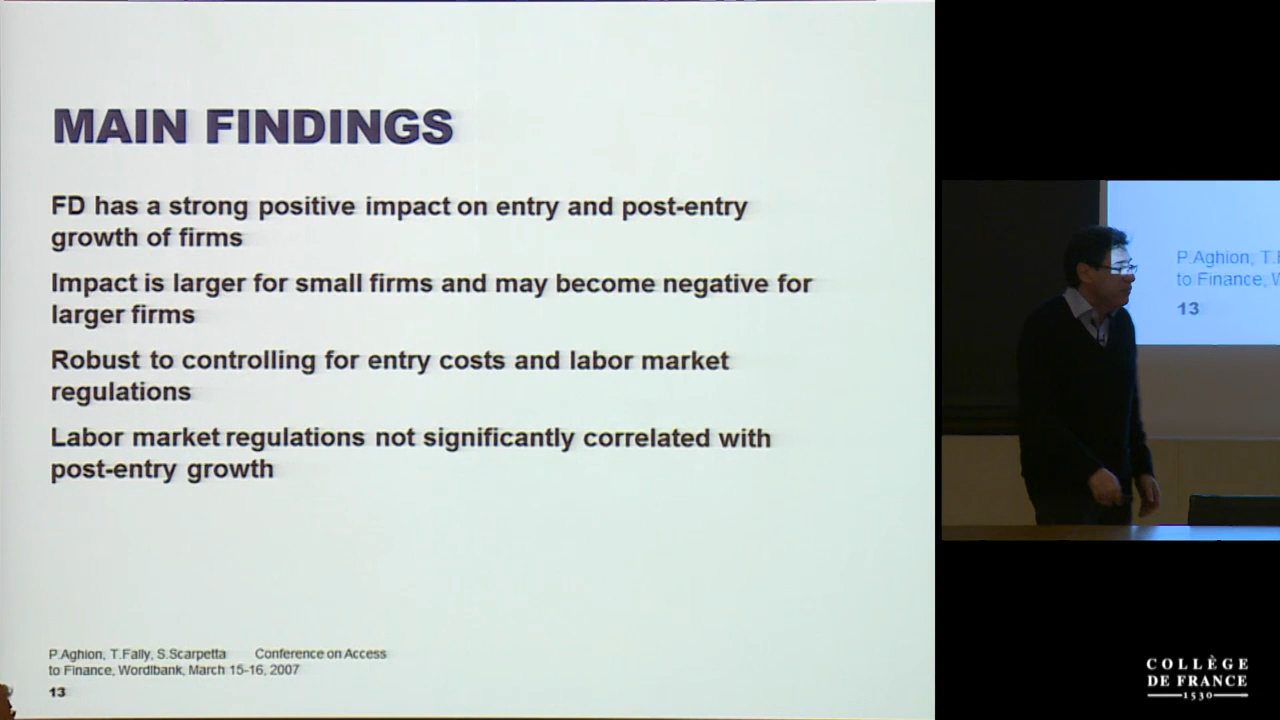 MAIN FINDINGS
FD has a strong positive impact on entry and post-entry
growth of firms
Impact is larger for small firms and may become negative for
larger firms
Robust to controlling for entry costs and labor market
regulations
Labor market regulations not significantly correlated with
post-entry growth
P.Aghion, T.Fally, S.Scarpetta Conference on Access
to Finance, Wordlbank, March 15-16, 2007
13
P.Aghion, T.
to Finance,
13
COLLÈGE
DE FRANCE
1530